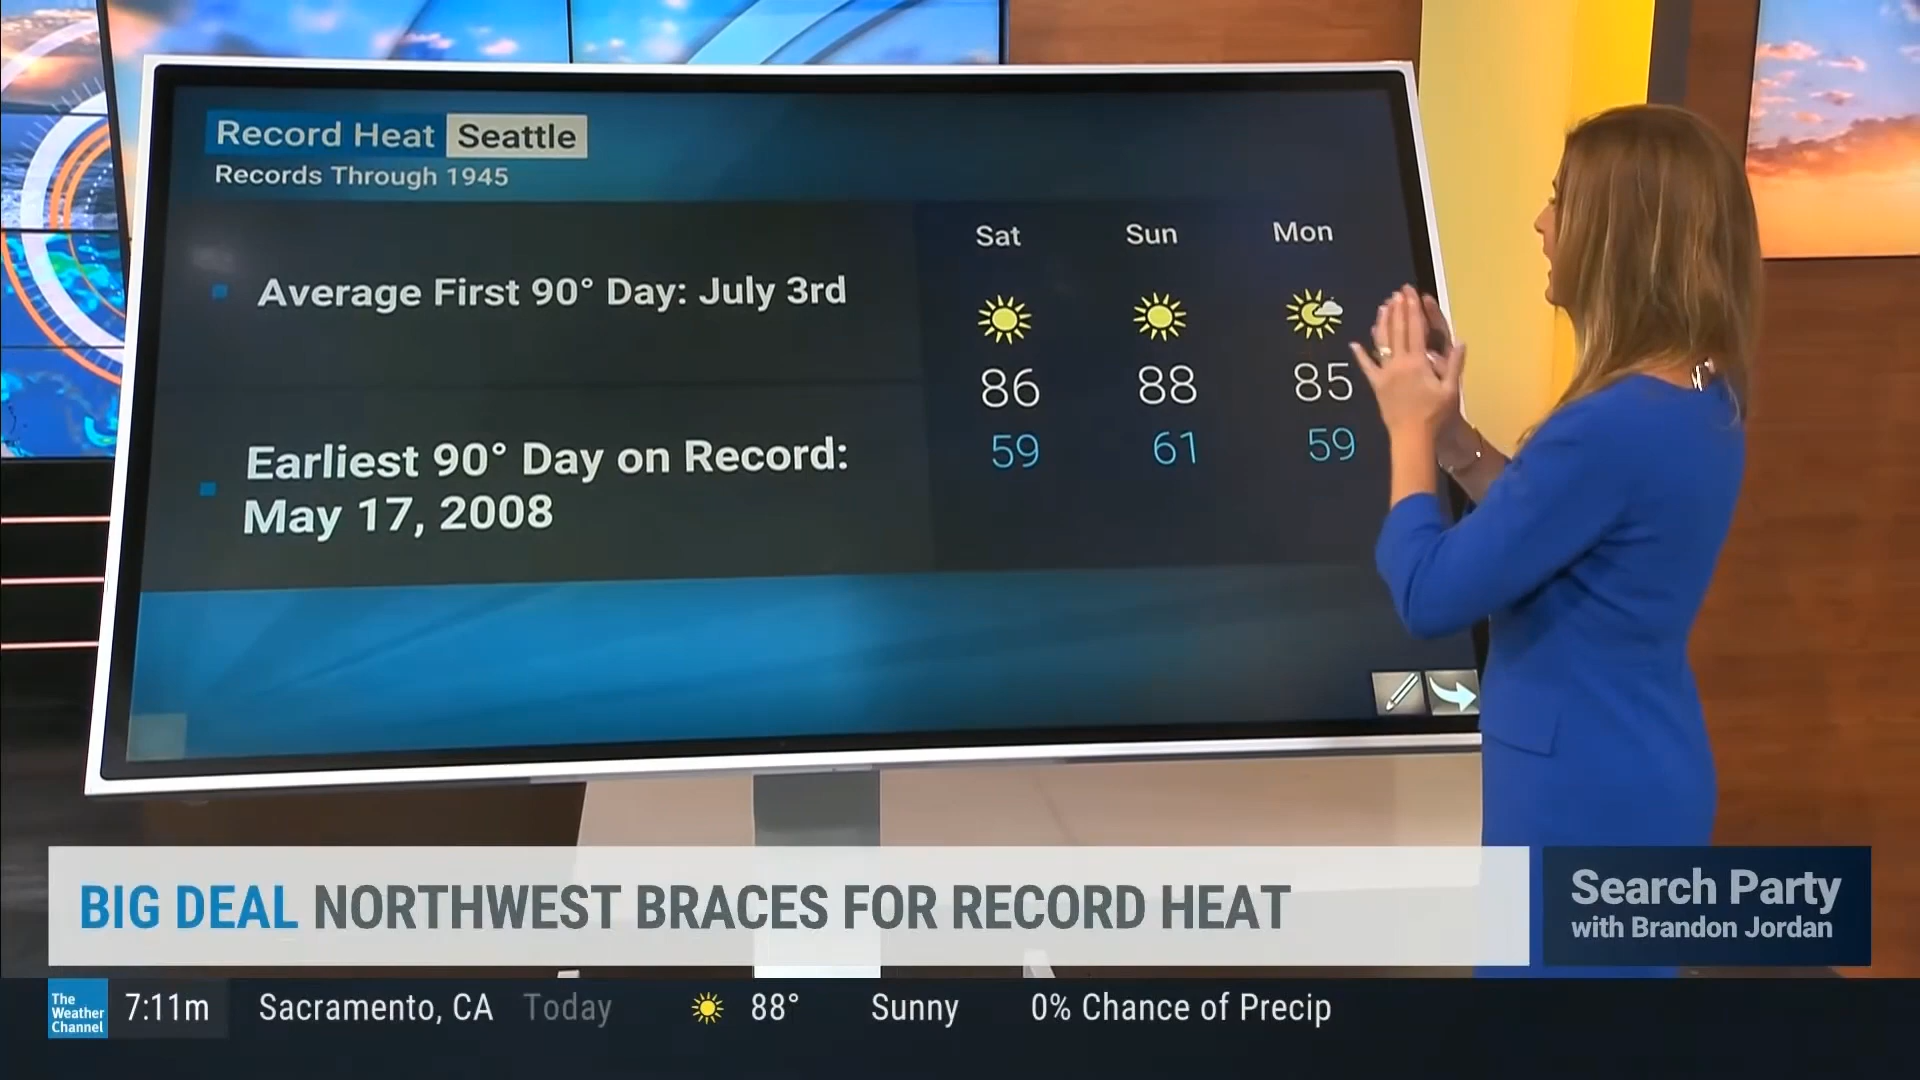 Record Heat Seattle
Records Through 1945
Average First 90° Day: July 3rd
Earliest 90° Day on Record:
May 17, 2008
Sat Sun Mon
86 88 85
59 61 59
BIG DEAL NORTHWEST BRACES FOR RECORD HEAT
Search Party
with Brandon Jordan
The
Weather
Channel
7:11m Sacramento, CA Today 88° Sunny 0% Chance of Precip